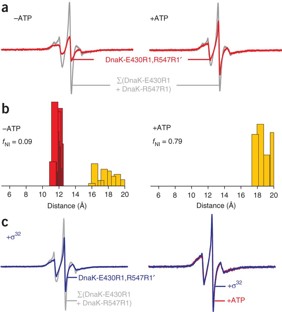 a
–ATP
+ATP
DnaK-E430R1,R547R1'
∑(DnaK-E430R1
+ DnaK-R547R1)
b
–ATP
fNI = 0.09
+ATP
fNI = 0.79
6 8 10 12 14 16 18 20
6 8 10 12 14 16 18 20
Distance (Å)
Distance (Å)
c
+σ32
DnaK-E430R1,R547R1'
∑(DnaK-E430R1
+ DnaK-R547R1)
+σ32
+ATP